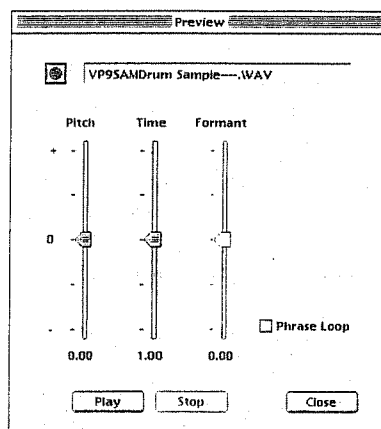 Preview
VP9SAMDrum Sample---.WAV
Pitch Time Formant
+
0
Phrase Loop
-
0.00 1.00 0.00
Play Stop Close